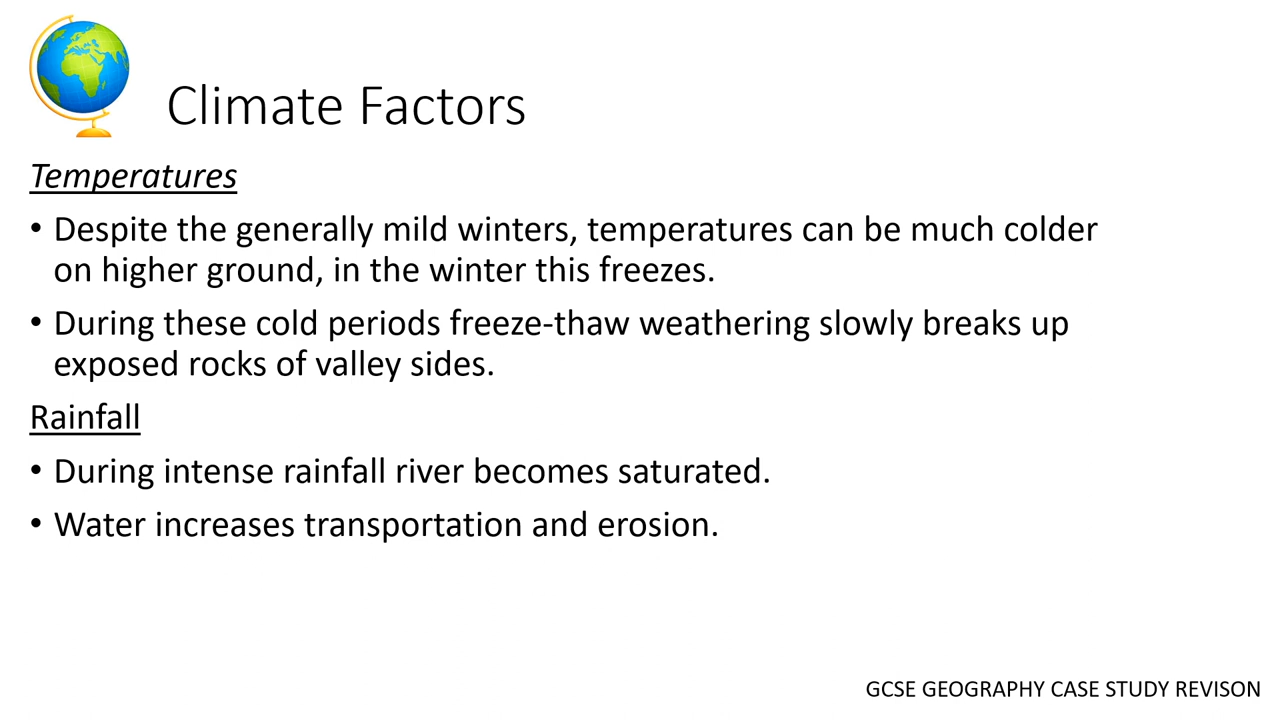 Climate Factors
Temperatures
• Despite the generally mild winters, temperatures can be much colder
on higher ground, in the winter this freezes.
• During these cold periods freeze-thaw weathering slowly breaks up
exposed rocks of valley sides.
Rainfall
• During intense rainfall river becomes saturated.
• Water increases transportation and erosion.
GCSE GEOGRAPHY CASE STUDY REVISON